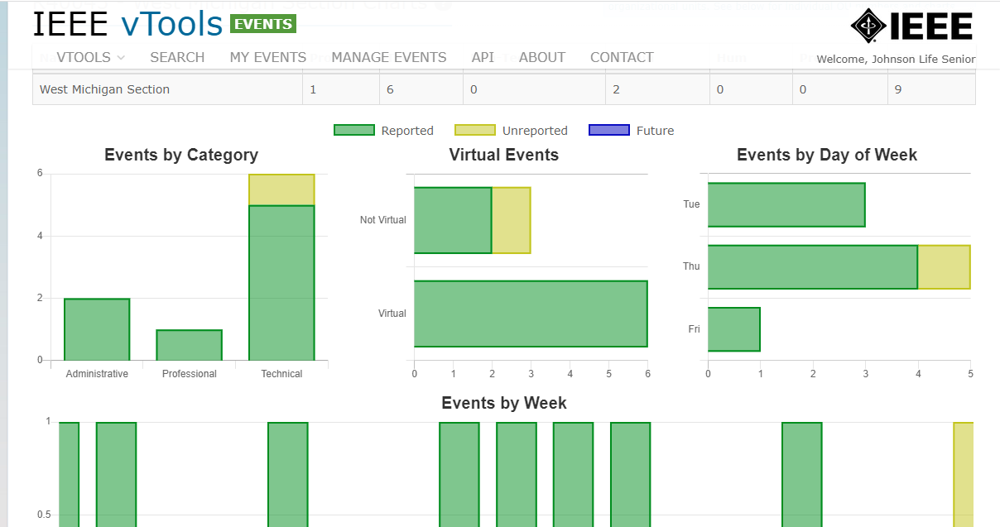 IEEE vTools EVENTS
IEEE
VTOOLS SEARCH MY EVENTS MANAGE EVENTS API ABOUT CONTACT
Welcome, Johnson Life Senior
West Michigan Section 1 6 0 2 0 0 9
Reported Unreported Future
Events by Category
6
4
2
0
Administrative Professional Technical
Virtual Events
Not Virtual
Virtual
0 1 2 3 4 5 6
Events by Day of Week
Tue
Thu
Fri
0 1 2 3 4 5
Events by Week
1
0.5